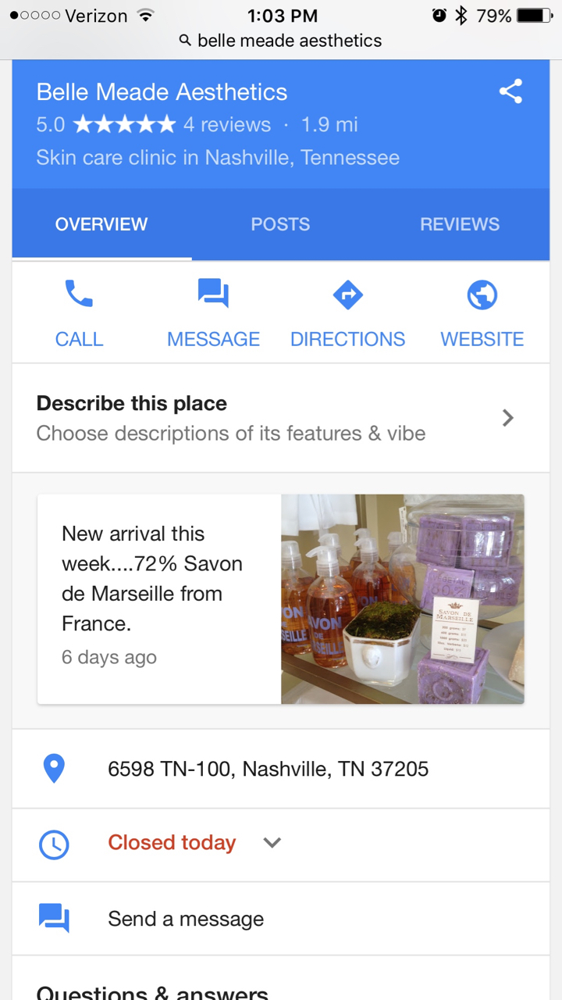 Verizon 1:03 PM 79%
belle meade aesthetics
Belle Meade Aesthetics
5.0 ★★★★★ 4 reviews · 1.9 mi
Skin care clinic in Nashville, Tennessee
OVERVIEW POSTS REVIEWS
CALL MESSAGE DIRECTIONS WEBSITE
Describe this place
Choose descriptions of its features & vibe
New arrival this
week....72% Savon
de Marseille from
France.
6 days ago
SAVON DE
MARSEILLE
6598 TN-100, Nashville, TN 37205
Closed today
Send a message
Questions & answers